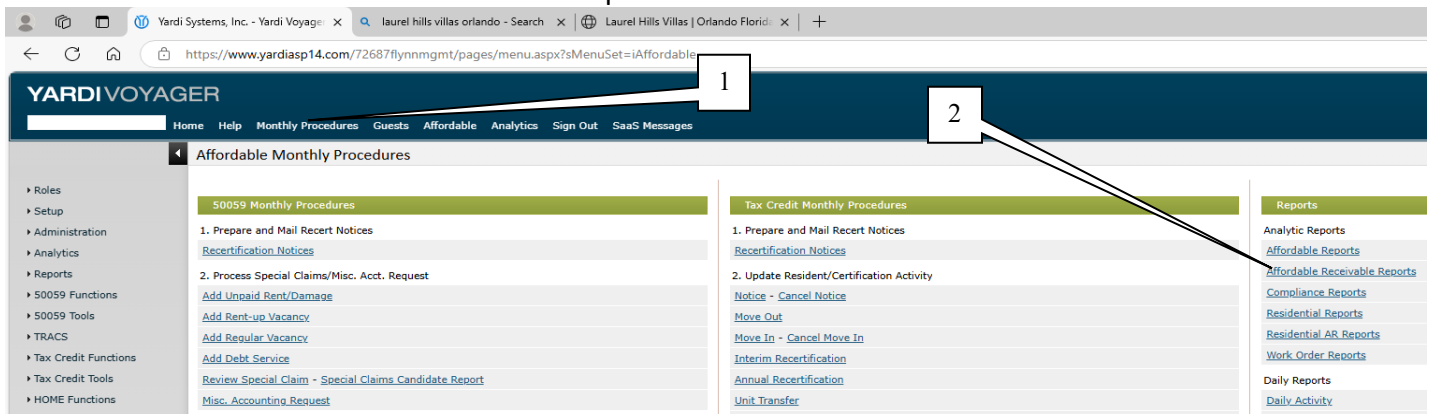 Yardi Systems, Inc. - Yardi Voyage
laurel hills villas orlando - Search
Laurel Hills Villas | Orlando Florid
https://www.yardiasp14.com/72687flynnmgmt/pages/menu.aspx?sMenuSet=iAffordable
1
YARDI VOYAGER
2
Home Help Monthly Procedures Guests Affordable Analytics Sign Out SaaS Messages
Affordable Monthly Procedures
Roles
Setup
Administration
Analytics
Reports
50059 Functions
50059 Tools
TRACS
Tax Credit Functions
Tax Credit Tools
HOME Functions
50059 Monthly Procedures
1. Prepare and Mail Recert Notices
Recertification Notices
2. Process Special Claims/Misc. Acct. Request
Add Unpaid Rent/Damage
Add Rent-up Vacancy
Add Regular Vacancy
Add Debt Service
Review Special Claim - Special Claims Candidate Report
Misc. Accounting Request
Tax Credit Monthly Procedures
1. Prepare and Mail Recert Notices
Recertification Notices
2. Update Resident/Certification Activity
Notice - Cancel Notice
Move Out
Move In - Cancel Move In
Interim Recertification
Annual Recertification
Unit Transfer
Reports
Analytic Reports
Affordable Reports
Affordable Receivable Reports
Compliance Reports
Residential Reports
Residential AR Reports
Work Order Reports
Daily Reports
Daily Activity